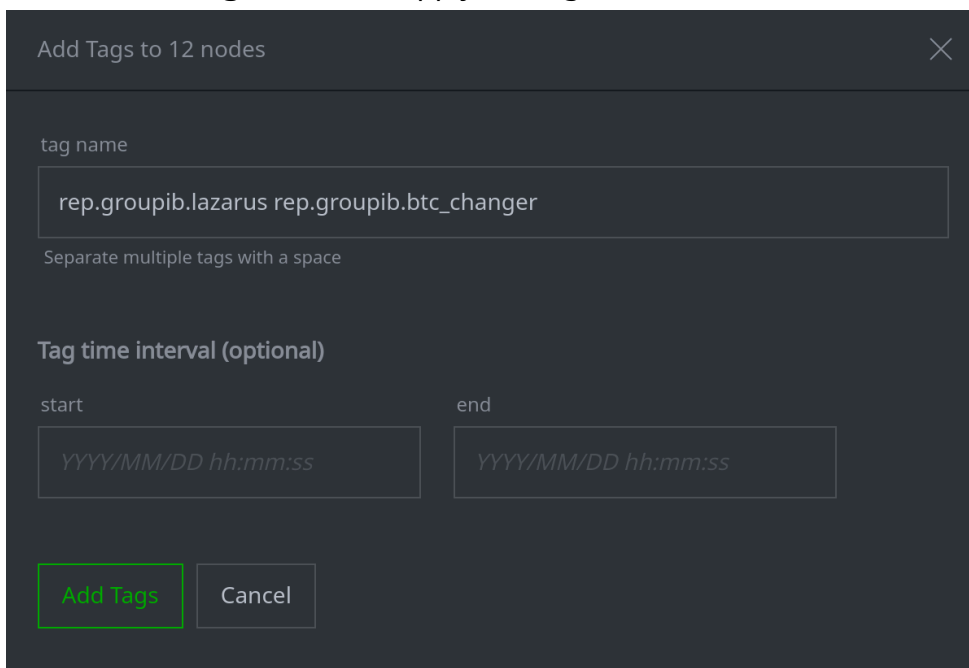 Add Tags to 12 nodes
tag name
rep.groupib.lazarus rep.groupib.btc_changer
Separate multiple tags with a space
Tag time interval (optional)
start end
YYYY/MM/DD hh:mm:ss YYYY/MM/DD hh:mm:ss
Add Tags Cancel